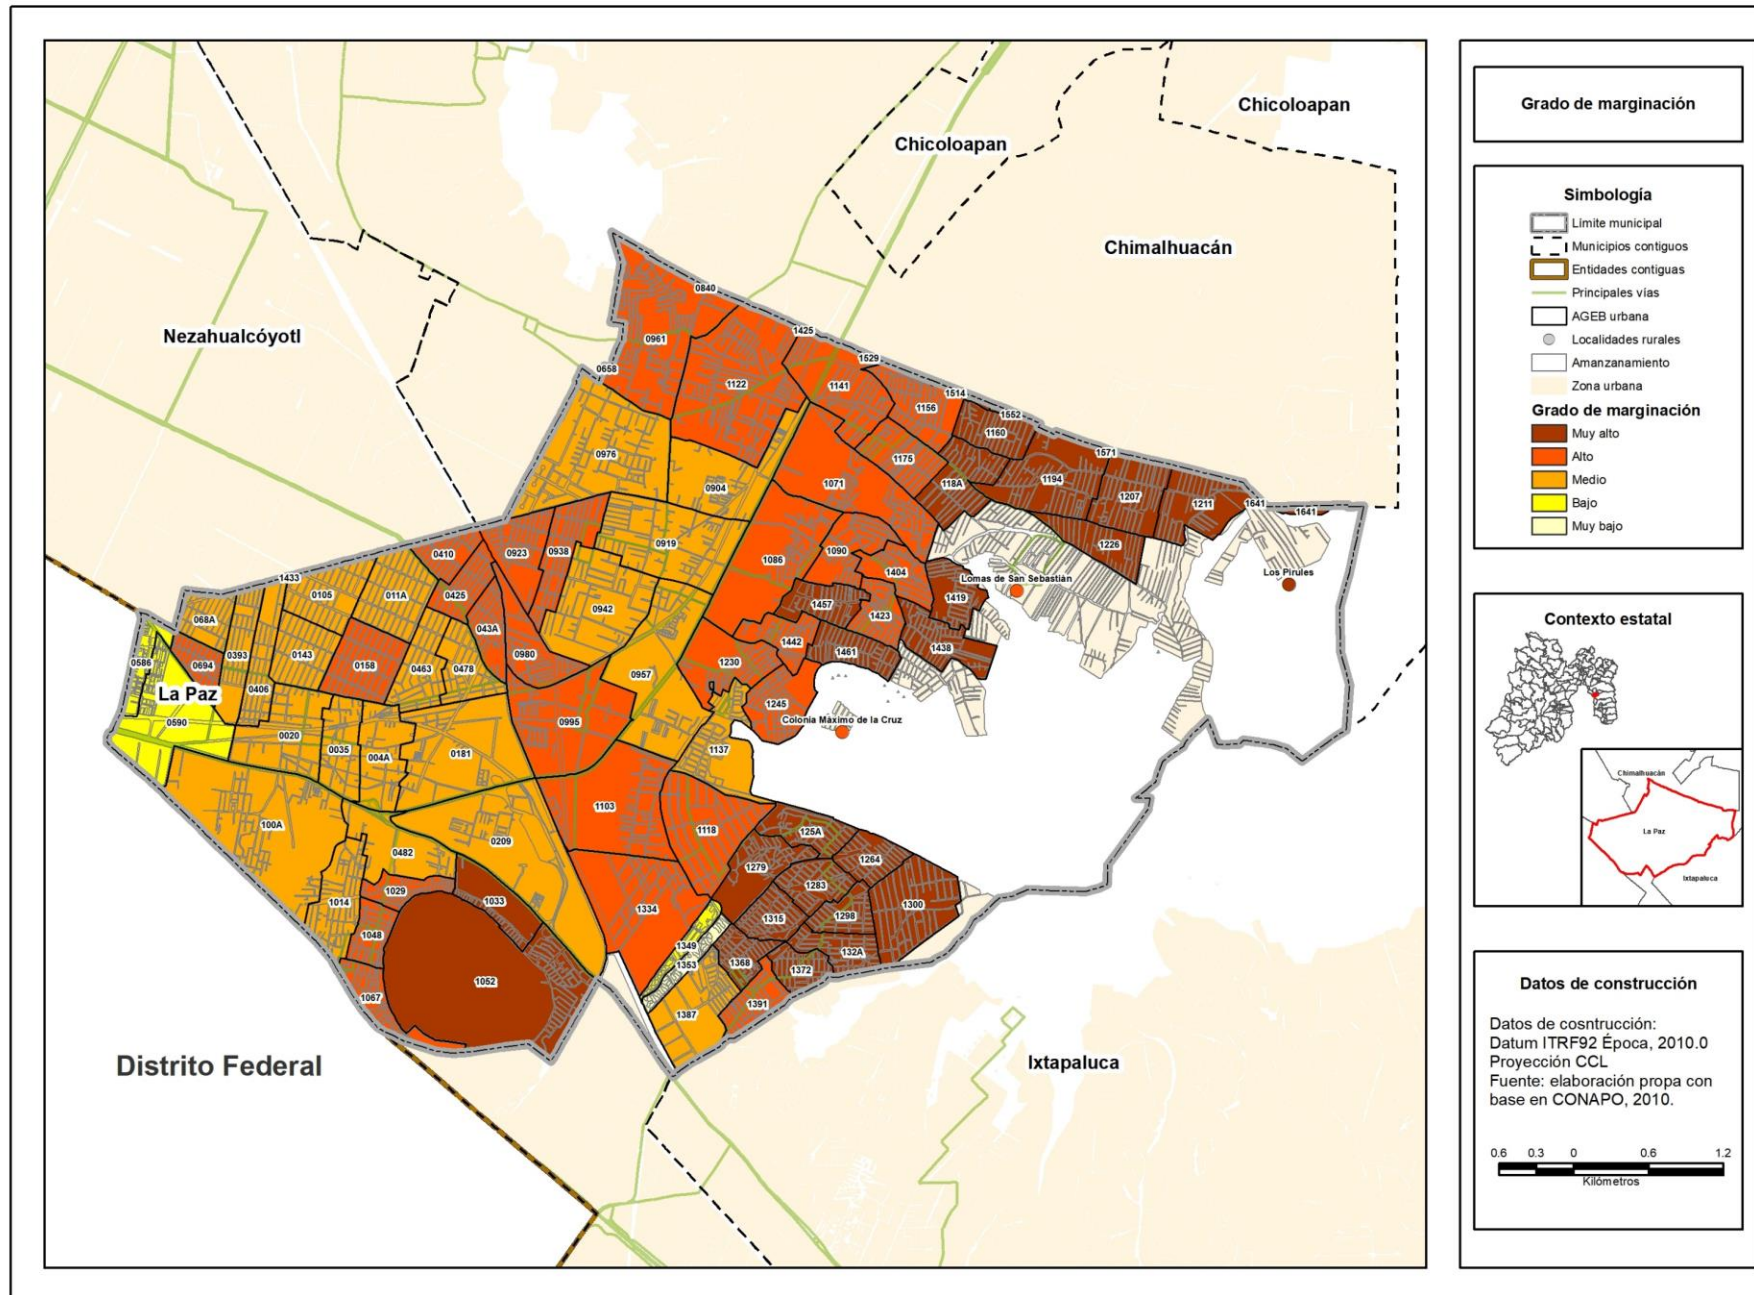 Chicoloapan
Chicoloapan
Chimalhuacán
Nezahualcóyotl
0840
1425
0961
1529
0658
1122
1141
1514
1156
1552
1160
0976
1175
1571
0904
118A
1194
1071
1207
1211
1641
1641
0410
0923
0938
0919
1090
1226
1086
1404
Lomas de San Sebastián
Los Pirules
1433
0105
011A
0425
1457
1419
0942
1423
068A
043A
1442
1438
0586
0694
0393
0143
0158
0463
0478
0980
1230
1461
La Paz
0406
0957
1245
0590
0995
Colonia Máximo de la Cruz
0020
0035
004A
0181
1137
1103
100A
0209
1118
125A
0482
1279
1264
1029
1283
1014
1033
1300
1315
1298
1334
1048
1349
132A
1353
1368
1372
1052
1067
1391
1387
Distrito Federal
Ixtapaluca
Grado de marginación
Simbología
Límite municipal
Municipios contiguos
Entidades contiguas
Principales vías
AGEB urbana
Localidades rurales
Amanzanamiento
Zona urbana
Grado de marginación
Muy alto
Alto
Medio
Bajo
Muy bajo
Contexto estatal
Chimalhuacán
La Paz
Ixtapaluca
Datos de construcción
Datos de cosntrucción:
Datum ITRF92 Época, 2010.0
Proyección CCL
Fuente: elaboración propa con
base en CONAPO, 2010.
0.6 0.3 0 0.6 1.2
Kilómetros